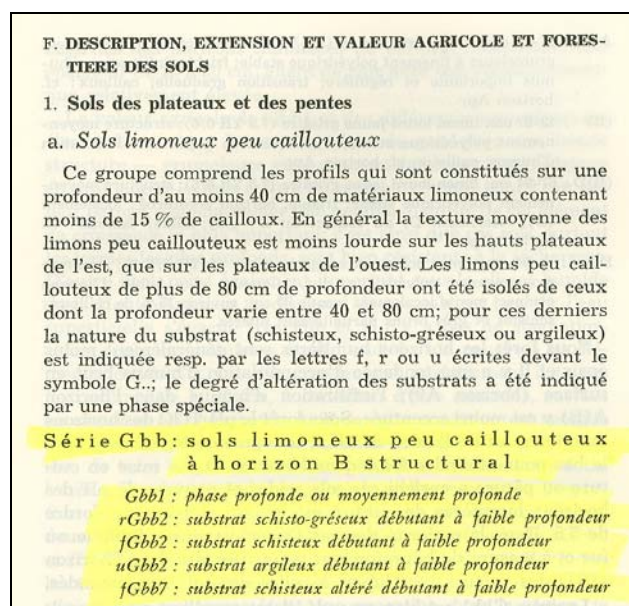 F. DESCRIPTION, EXTENSION ET VALEUR AGRICOLE ET FORES-
TIERE DES SOLS
1. Sols des plateaux et des pentes
a. Sols limoneux peu caillouteux
Ce groupe comprend les profils qui sont constitués sur une
profondeur d'au moins 40 cm de matériaux limoneux contenant
moins de 15 % de cailloux. En général la texture moyenne des
limons peu caillouteux est moins lourde sur les hauts plateaux
de l'est, que sur les plateaux de l'ouest. Les limons peu cail-
louteux de plus de 80 cm de profondeur ont été isolés de ceux
dont la profondeur varie entre 40 et 80 cm; pour ces derniers
la nature du substrat (schisteux, schisto-gréseux ou argileux)
est indiquée resp. par les lettres f, r ou u écrites devant le
symbole G..; le degré d'altération des substrats a été indiqué
par une phase spéciale.
Série Gbb: sols limoneux peu caillouteux
à horizon B structural
Gbb1 : phase profonde ou moyennement profonde
rGbb2 : substrat schisto-gréseux débutant à faible profondeur
fGbb2 : substrat schisteux débutant à faible profondeur
uGbb2 : substrat argileux débutant à faible profondeur
fGbb7 : substrat schisteux altéré débutant à faible profondeur